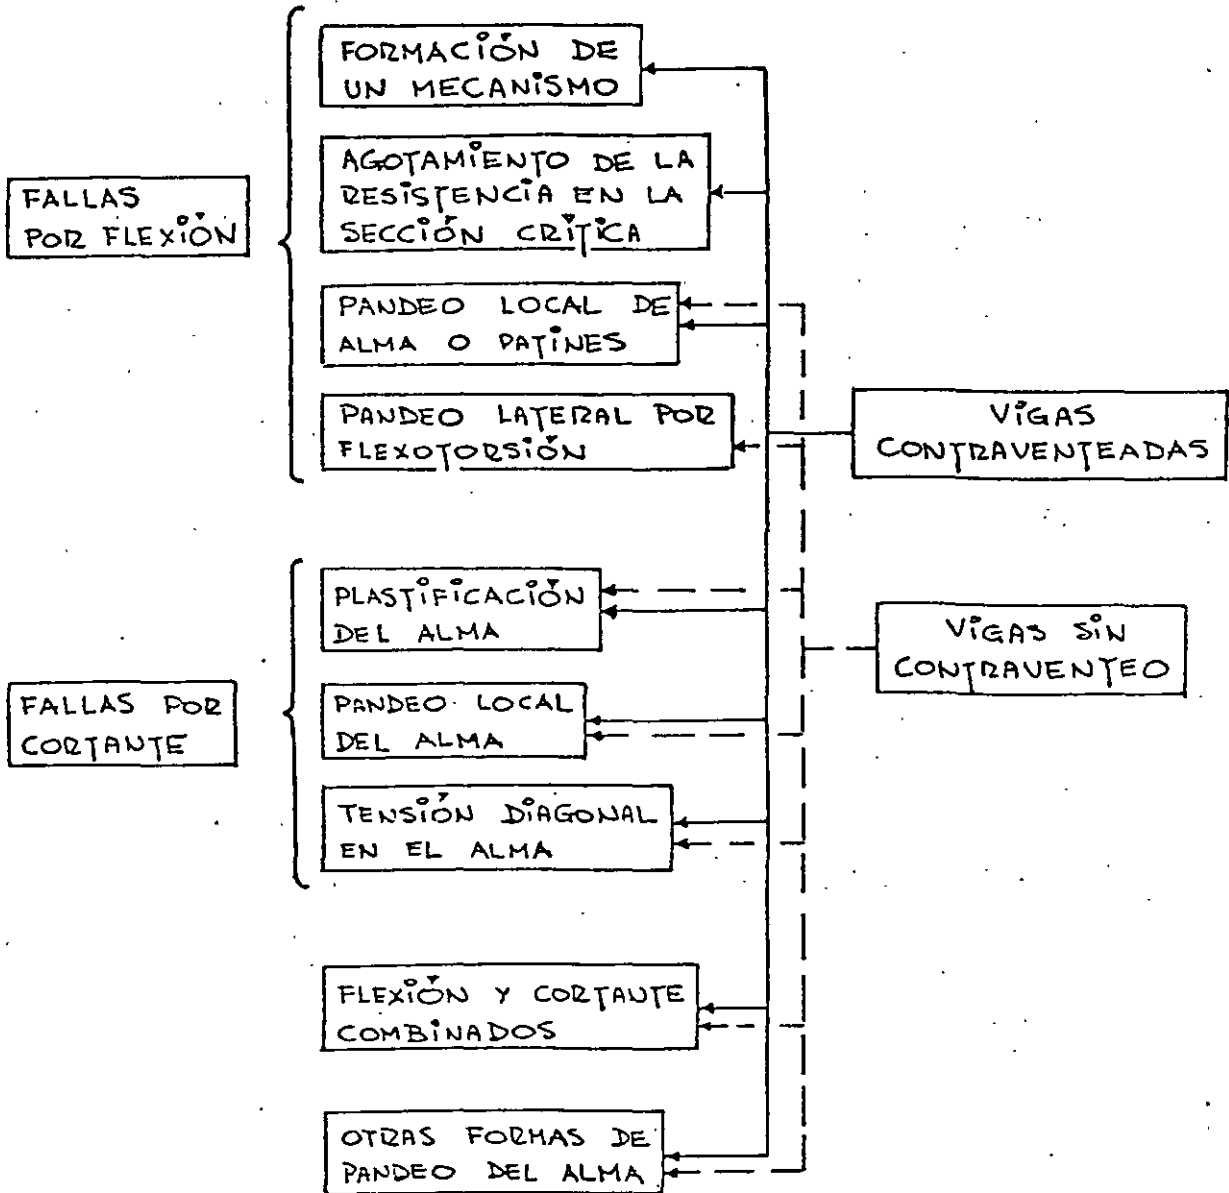 FORMACIÓN DE
UN MECANISMO
AGOTAMIENTO DE LA
RESISTENCIA EN LA
SECCIÓN CRÍTICA
FALLAS
POR FLEXIÓN
PANDEO LOCAL DE
ALMA O PATINES
PANDEO LATERAL POR
FLEXOTORSIÓN
VIGAS
CONTRAVENTEADAS
PLASTIFICACIÓN
DEL ALMA
VIGAS SIN
CONTRAVENTEO
FALLAS POR
CORTANTE
PANDEO LOCAL
DEL ALMA
TENSIÓN DIAGONAL
EN EL ALMA
FLEXIÓN Y CORTANTE
COMBINADOS
OTRAS FORMAS DE
PANDEO DEL ALMA